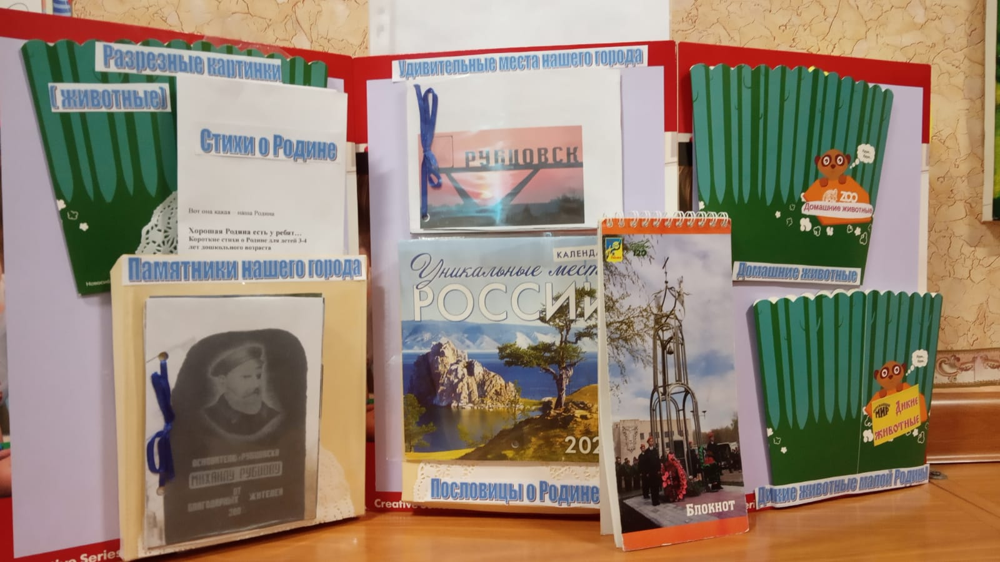 Разрезные картинки
(животные)
Стихи о Родине
Вот она какая – наша Родина
Хорошая Родина есть у ребят…
Короткие стихи о Родине для детей 3-4
лет дошкольного возраста
Памятники нашего города
ОСНОВАТЕЛЮ г. РУБЦОВСКА
МИХАИЛУ РУБЦОВУ
ОТ
БЛАГОДАРНЫХ ЖИТЕЛЕЙ
Creative Series
Удивительные места нашего города
РУБЦОВСК
КАЛЕНДА
Уникальные мест
РОССИИ
202
Пословицы о Родине
Creative
120
Блокнот
ZOO
Домашние животные
Домашние животные
МИР
Дикие
животные
Дикие животные малой Родины